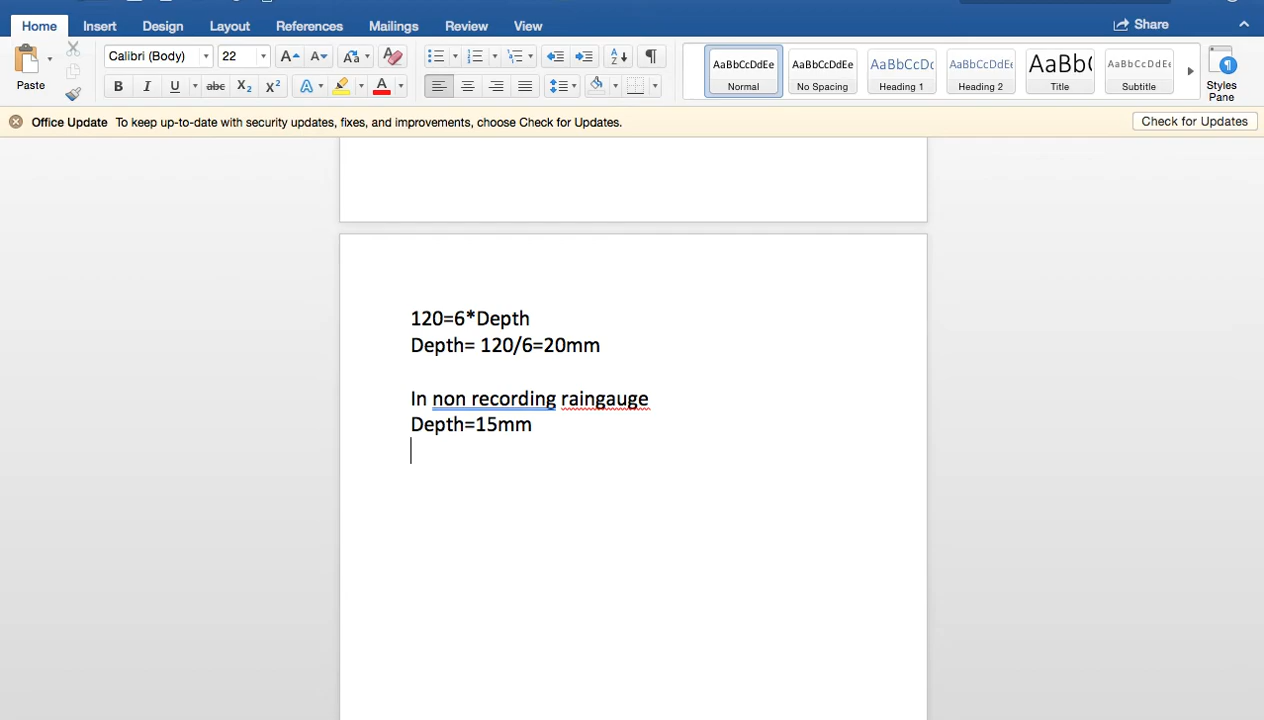 Home Insert Design Layout References Mailings Review View Share
Calibri (Body) 22
Paste
AaBbCcDdEe AaBbCcDdEe AaBbCcDc AaBbCcDdEe AaBb( AaBbCcDdEe
Normal No Spacing Heading 1 Heading 2 Title Subtitle
Styles
Pane
Office Update To keep up-to-date with security updates, fixes, and improvements, choose Check for Updates. Check for Updates
120=6*Depth
Depth= 120/6=20mm
In non recording raingauge
Depth=15mm